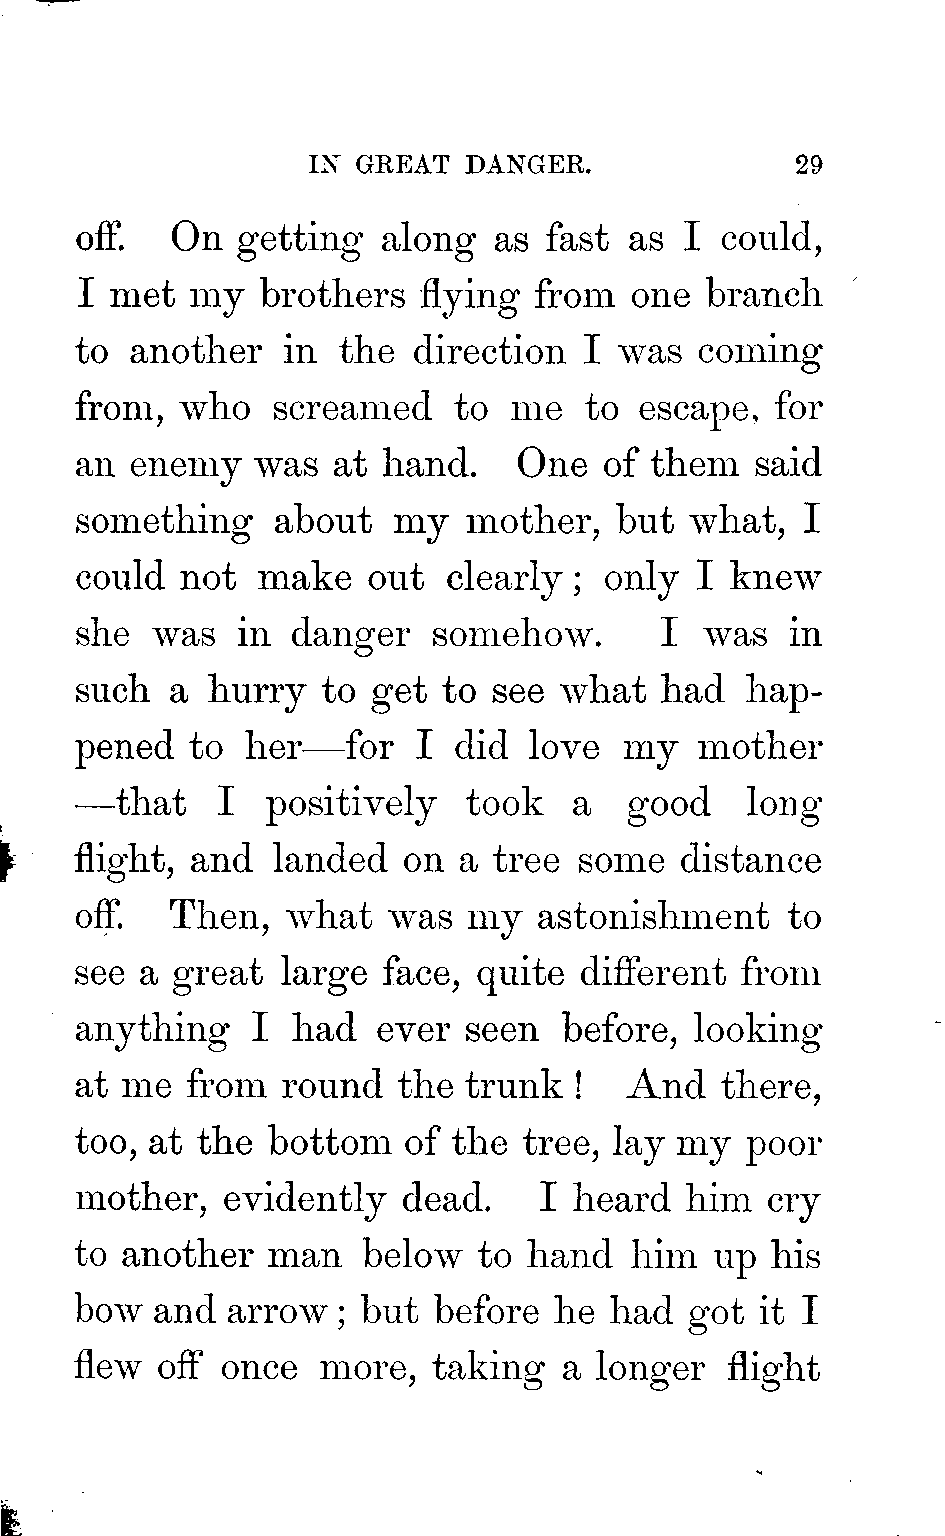 IN GREAT DANGER. 29
off. On getting along as fast as I could,
I met my brothers flying from one branch
to another in the direction I was coming
from, who screamed to me to escape, for
an enemy was at hand. One of them said
something about my mother, but what, I
could not make out clearly; only I knew
she was in danger somehow. I was in
such a hurry to get to see what had hap-
pened to her—for I did love my mother
—that I positively took a good long
flight, and landed on a tree some distance
off. Then, what was my astonishment to
see a great large face, quite different from
anything I had ever seen before, looking
at me from round the trunk! And there,
too, at the bottom of the tree, lay my poor
mother, evidently dead. I heard him cry
to another man below to hand him up his
bow and arrow; but before he had got it I
flew off once more, taking a longer flight